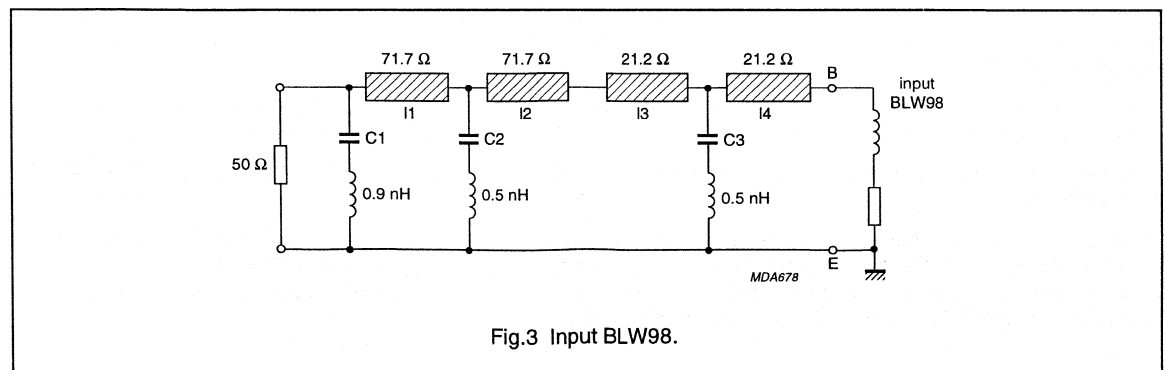 71.7 Ω 71.7 Ω 21.2 Ω 21.2 Ω
B
input
BLW98
l1 l2 l3 l4
C1 C2 C3
50 Ω
0.9 nH 0.5 nH 0.5 nH
E
MDA678
Fig.3 Input BLW98.